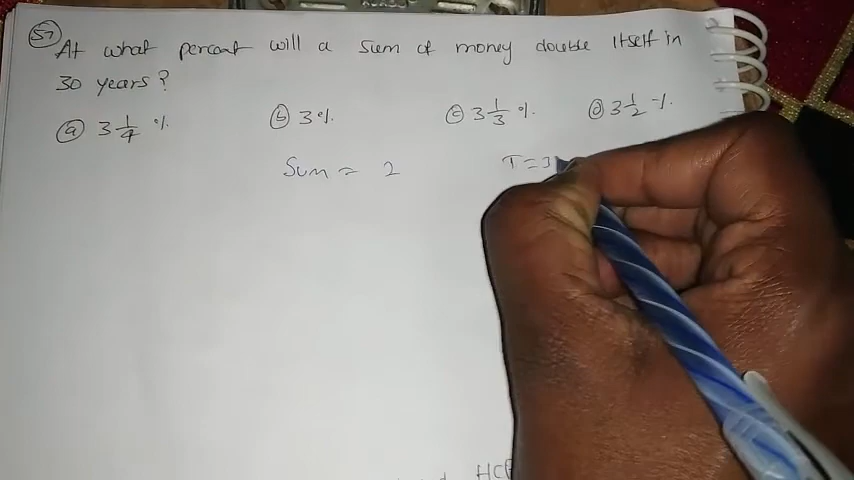 57 At what percent will a sum of money double itself in
30 years?
(a) 3 1/4 % (b) 3% (c) 3 1/3 % (d) 3 1/2 %
Sum = 2 T = 3
HCF